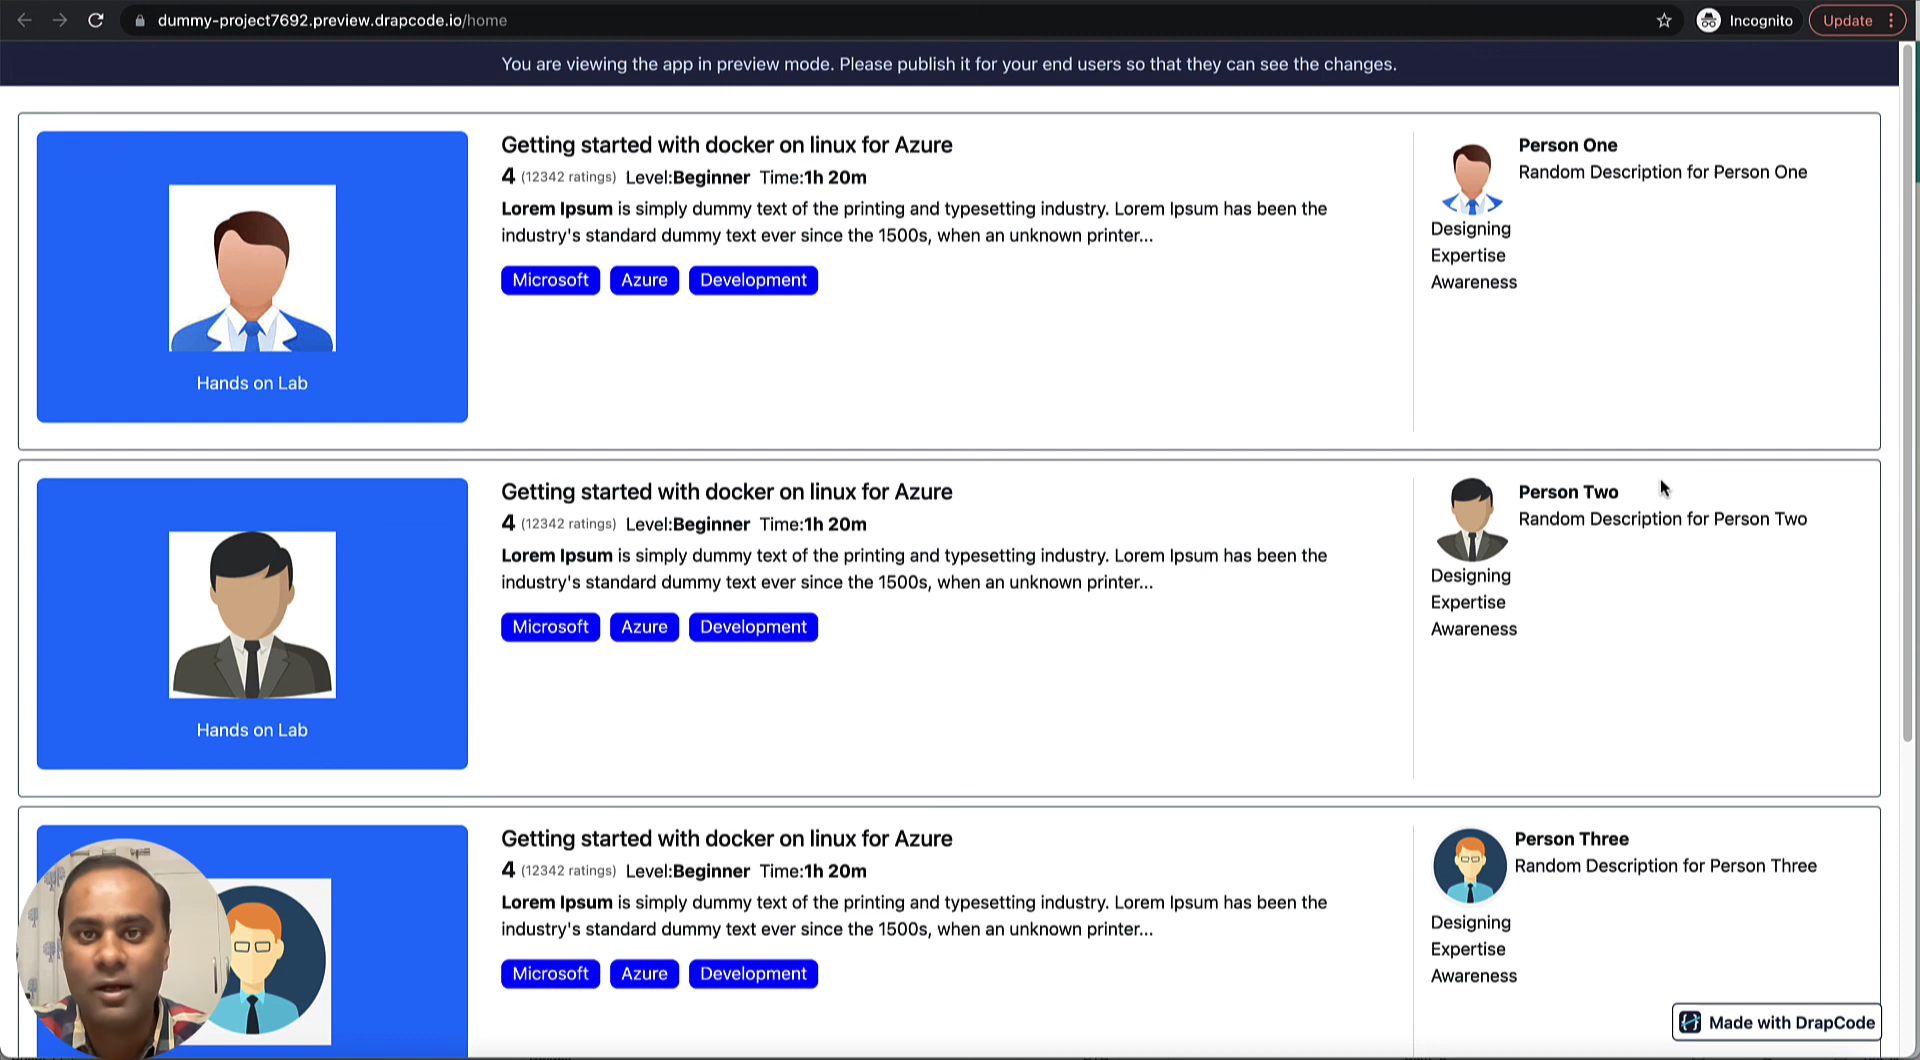 dummy-project7692.preview.drapcode.io/home
Incognito
Update
You are viewing the app in preview mode. Please publish it for your end users so that they can see the changes.
Hands on Lab
Getting started with docker on linux for Azure
4 (12342 ratings) Level:Beginner Time:1h 20m
Lorem Ipsum is simply dummy text of the printing and typesetting industry. Lorem Ipsum has been the
industry's standard dummy text ever since the 1500s, when an unknown printer...
Microsoft Azure Development
Person One
Random Description for Person One
Designing
Expertise
Awareness
Hands on Lab
Getting started with docker on linux for Azure
4 (12342 ratings) Level:Beginner Time:1h 20m
Lorem Ipsum is simply dummy text of the printing and typesetting industry. Lorem Ipsum has been the
industry's standard dummy text ever since the 1500s, when an unknown printer...
Microsoft Azure Development
Person Two
Random Description for Person Two
Designing
Expertise
Awareness
Getting started with docker on linux for Azure
4 (12342 ratings) Level:Beginner Time:1h 20m
Lorem Ipsum is simply dummy text of the printing and typesetting industry. Lorem Ipsum has been the
industry's standard dummy text ever since the 1500s, when an unknown printer...
Microsoft Azure Development
Person Three
Random Description for Person Three
Designing
Expertise
Awareness
Made with DrapCode